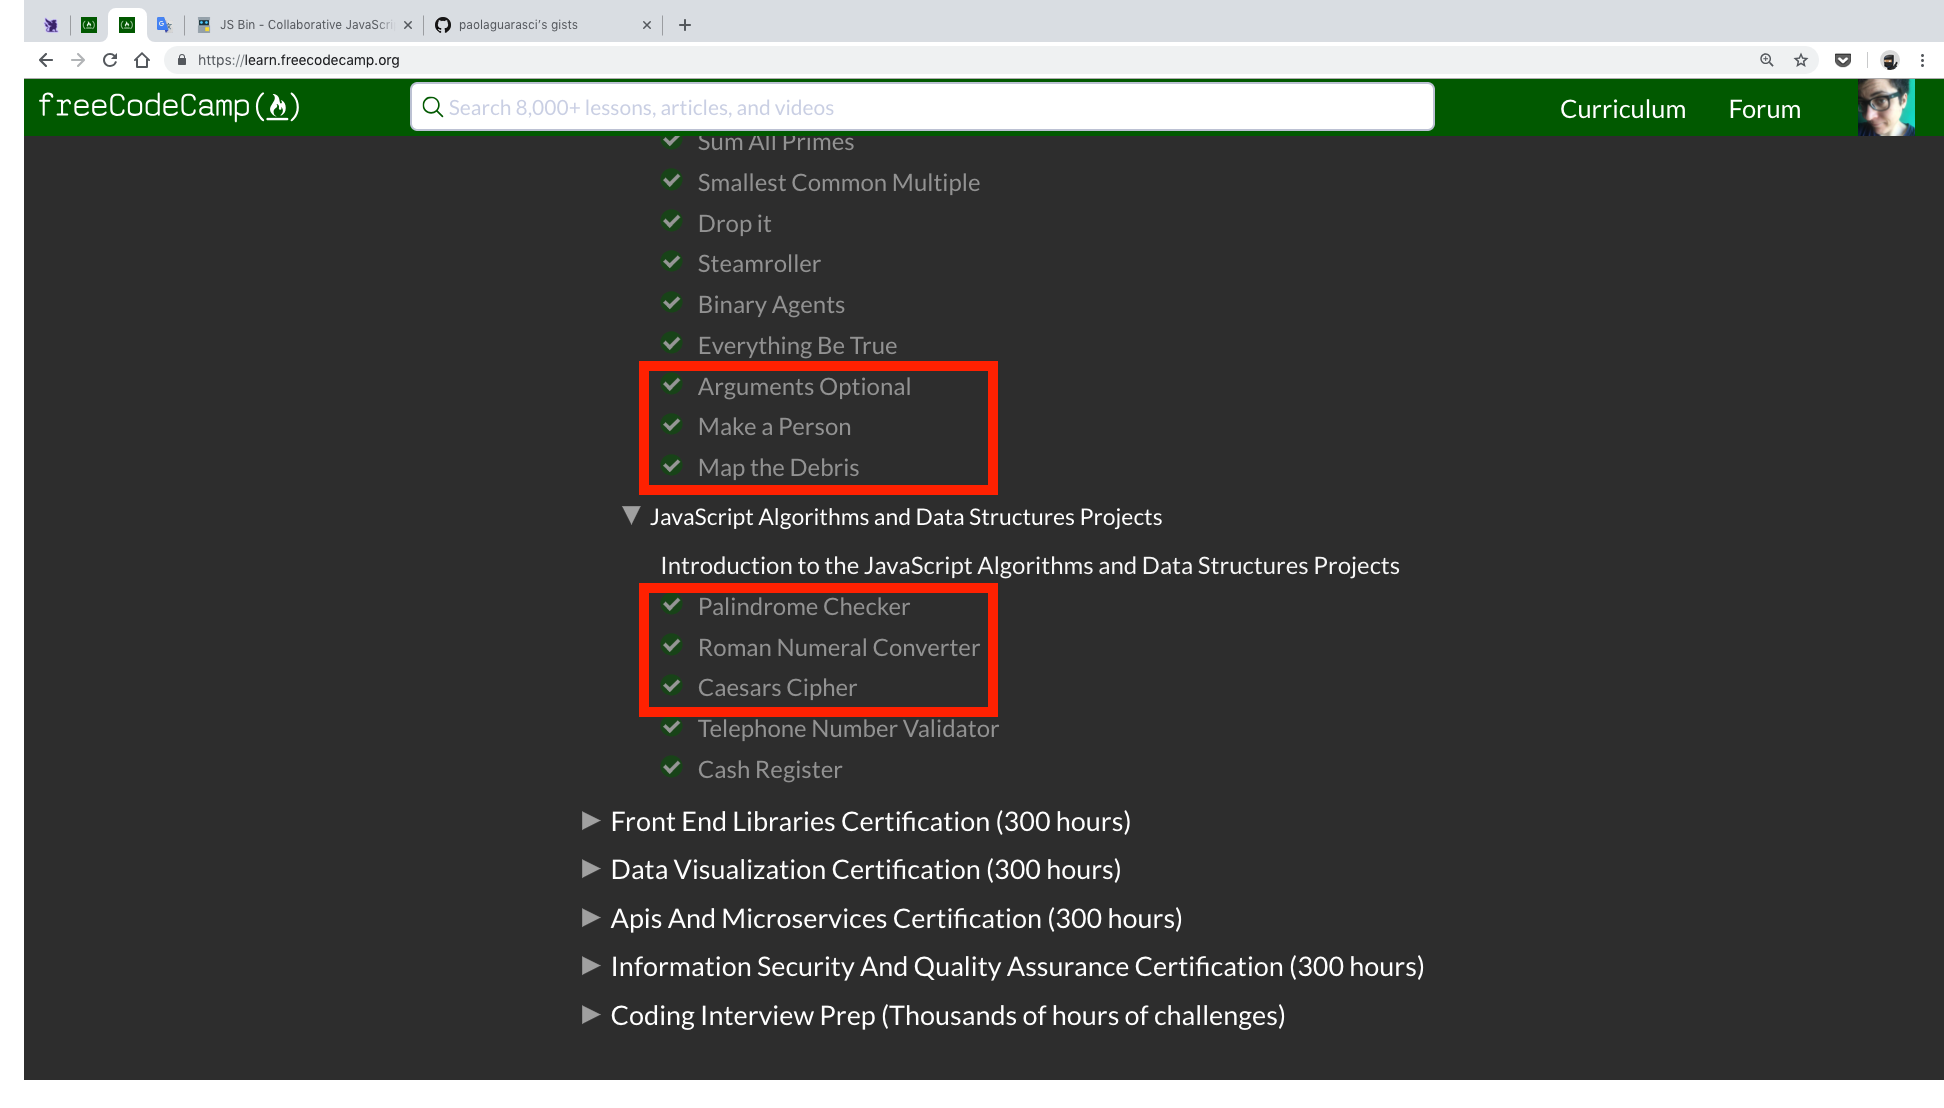 JS Bin - Collaborative JavaScri
paolaguarasci's gists
https://learn.freecodecamp.org
freeCodeCamp
Search 8,000+ lessons, articles, and videos
Curriculum
Forum
Sum All Primes
Smallest Common Multiple
Drop it
Steamroller
Binary Agents
Everything Be True
Arguments Optional
Make a Person
Map the Debris
JavaScript Algorithms and Data Structures Projects
Introduction to the JavaScript Algorithms and Data Structures Projects
Palindrome Checker
Roman Numeral Converter
Caesars Cipher
Telephone Number Validator
Cash Register
Front End Libraries Certification (300 hours)
Data Visualization Certification (300 hours)
Apis And Microservices Certification (300 hours)
Information Security And Quality Assurance Certification (300 hours)
Coding Interview Prep (Thousands of hours of challenges)